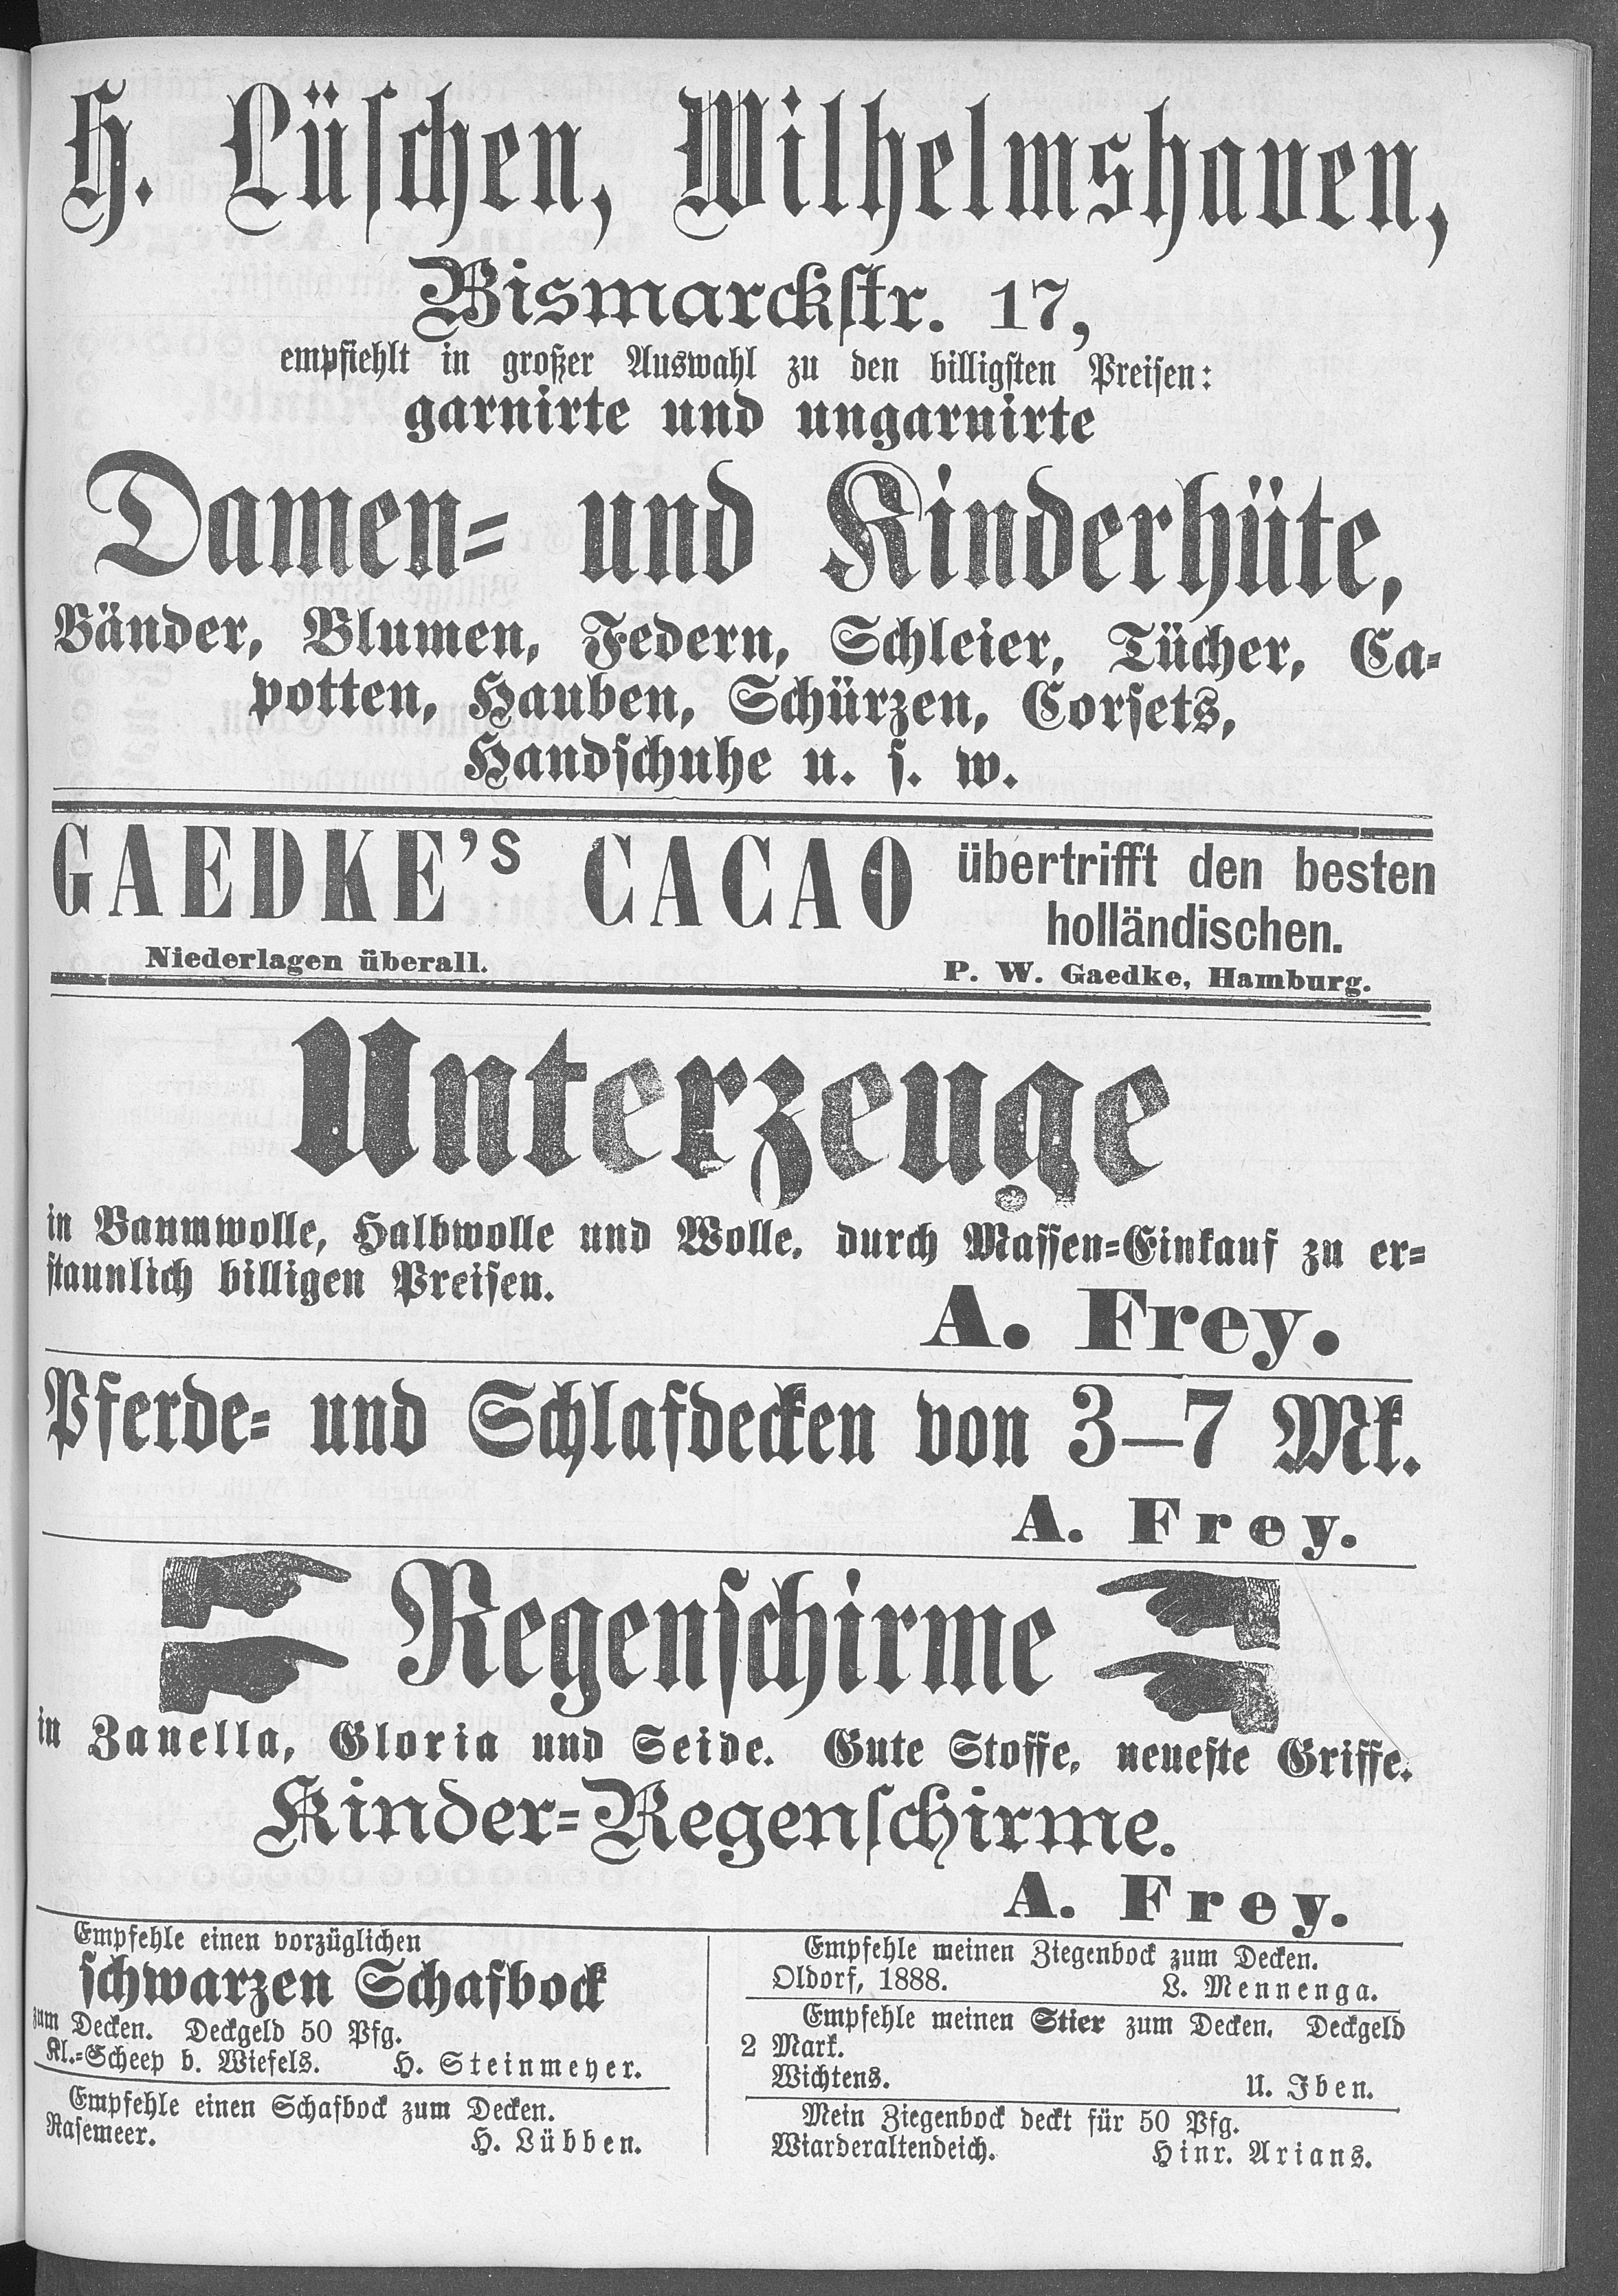 H. Lüschen, Wilhelmshaven,
Bismarckstr. 17,
empfiehlt in großer Auswahl zu den billigsten Preisen:
garnirte und ungarnirte
Damen- und Kinderhüte,
Bänder, Blumen, Federn, Schleier, Tücher, Ca-
potten, Hauben, Schürzen, Corsets,
Handschuhe u. s. w.
GAEDKE's CACAO übertrifft den besten
holländischen.
Niederlagen überall.
P. W. Gaedke, Hamburg.
Unterzeuge
in Baumwolle, Halbwolle und Wolle, durch Massen-Einkauf zu er-
staunlich billigen Preisen.
A. Frey.
Pferde- und Schlafdecken von 3—7 Mk.
A. Frey.
Regenschirme
in Zanella, Gloria und Seide. Gute Stoffe, neueste Griffe.
Kinder-Regenschirme.
A. Frey.
Empfehle einen vorzüglichen
schwarzen Schafbock
zum Decken. Deckgeld 50 Pfg.
Kl.-Scheep b. Wiefels. H. Steinmeyer.
Empfehle einen Schafbock zum Decken.
Rasemeer. H. Lübben.
Empfehle meinen Ziegenbock zum Decken.
Oldorf, 1888. L. Mennenga.
Empfehle meinen Stier zum Decken. Deckgeld
2 Mark.
Wichtens. U. Iben.
Mein Ziegenbock deckt für 50 Pfg.
Wiarderaltendeich. Hinr. Arians.